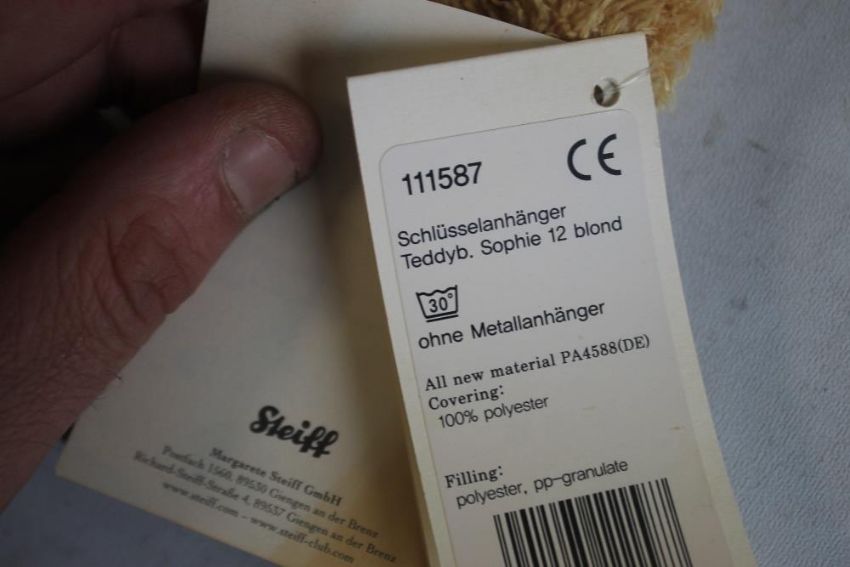 111587
CE
Schlüsselanhänger
Teddyb. Sophie 12 blond
30°
ohne Metallanhänger
All new material PA4588(DE)
Covering:
100% polyester
Filling:
polyester, pp-granulate
Steiff
Margarete Steiff GmbH
Postfach 1560, 89530 Giengen an der Brenz
Richard-Steiff-Straße 4, 89537 Giengen an der Brenz
www.steiff.com - www.steiff-club.com